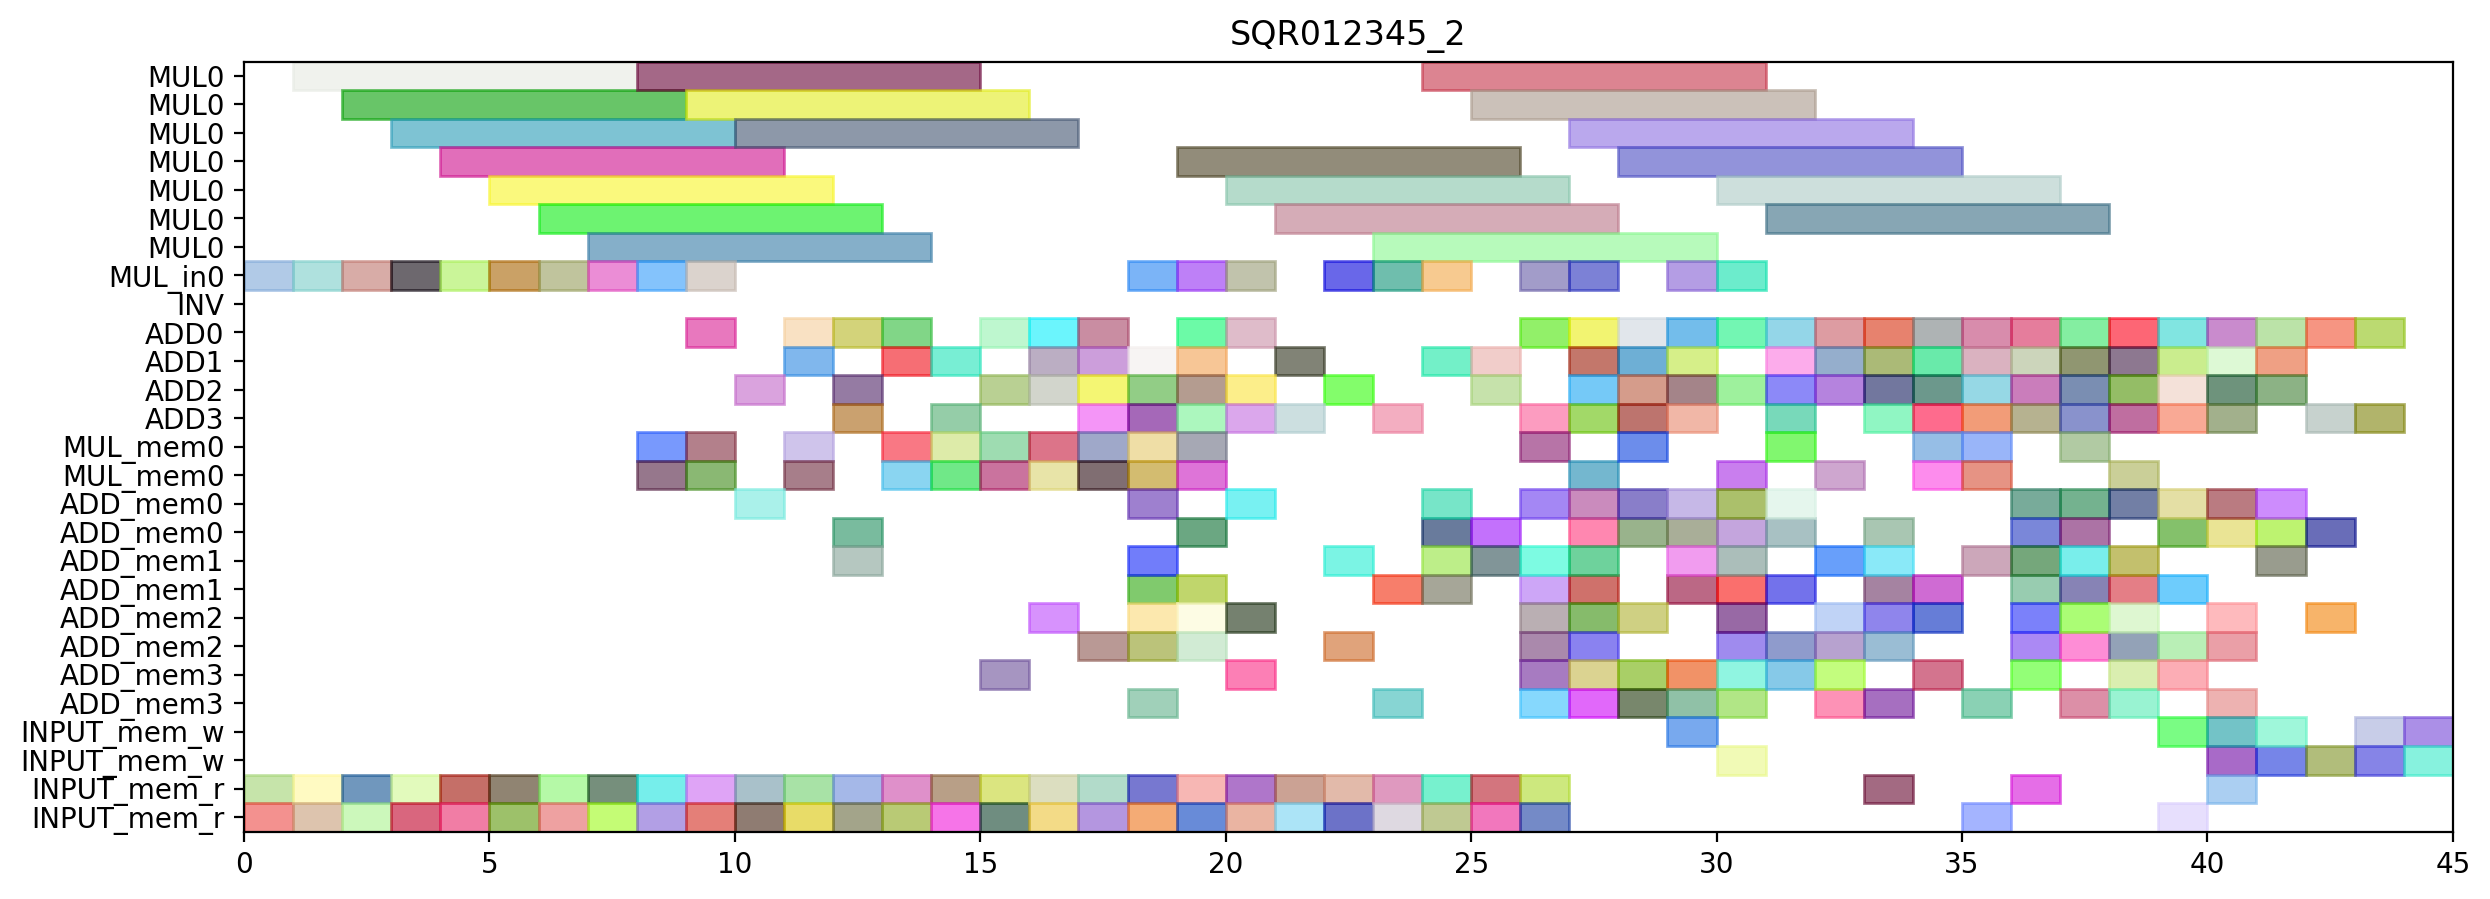 SQR012345_2
MUL0
MUL0
MUL0
MUL0
MUL0
MUL0
MUL0
MUL_in0
INV
ADD0
ADD1
ADD2
ADD3
MUL_mem0
MUL_mem0
ADD_mem0
ADD_mem0
ADD_mem1
ADD_mem1
ADD_mem2
ADD_mem2
ADD_mem3
ADD_mem3
INPUT_mem_w
INPUT_mem_w
INPUT_mem_r
INPUT_mem_r
0 5 10 15 20 25 30 35 40 45